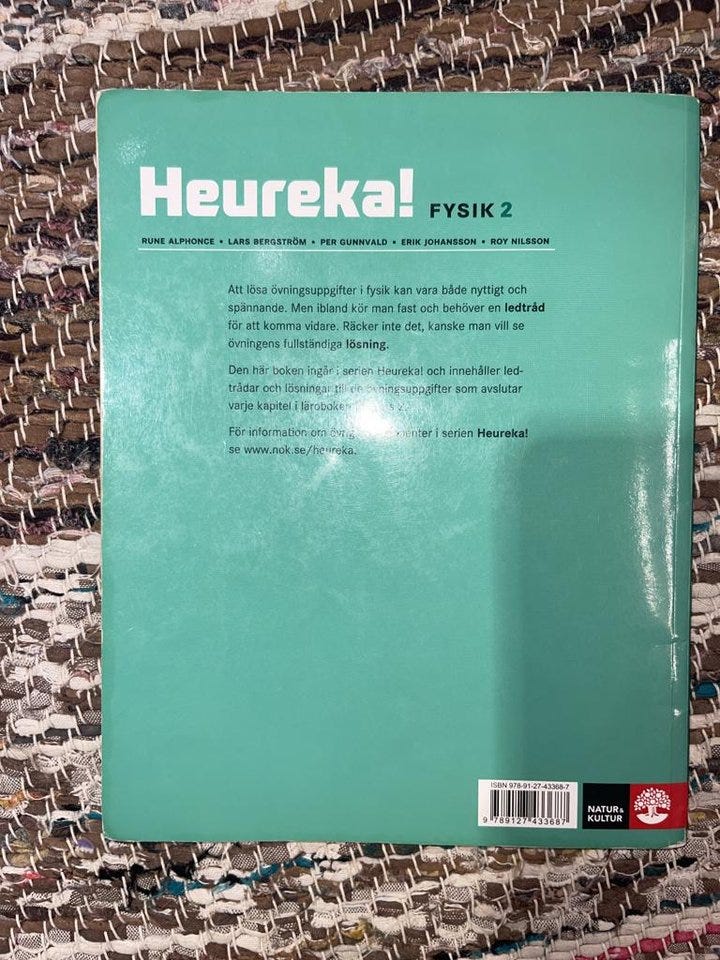 Heureka! FYSIK 2
RUNE ALPHONCE • LARS BERGSTRÖM • PER GUNNVALD • ERIK JOHANSSON • ROY NILSSON
Att lösa övningsuppgifter i fysik kan vara både nyttigt och
spännande. Men ibland kör man fast och behöver en ledtråd
för att komma vidare. Räcker inte det, kanske man vill se
övningens fullständiga lösning.
Den här boken ingår i serien Heureka! och innehåller led-
trådar och lösningar till de övningsuppgifter som avslutar
varje kapitel i läroboken
För information om i serien Heureka!
se www.nok.se/heureka.
ISBN 978-91-27-43368-7
9 789127 433687
NATUR &
KULTUR